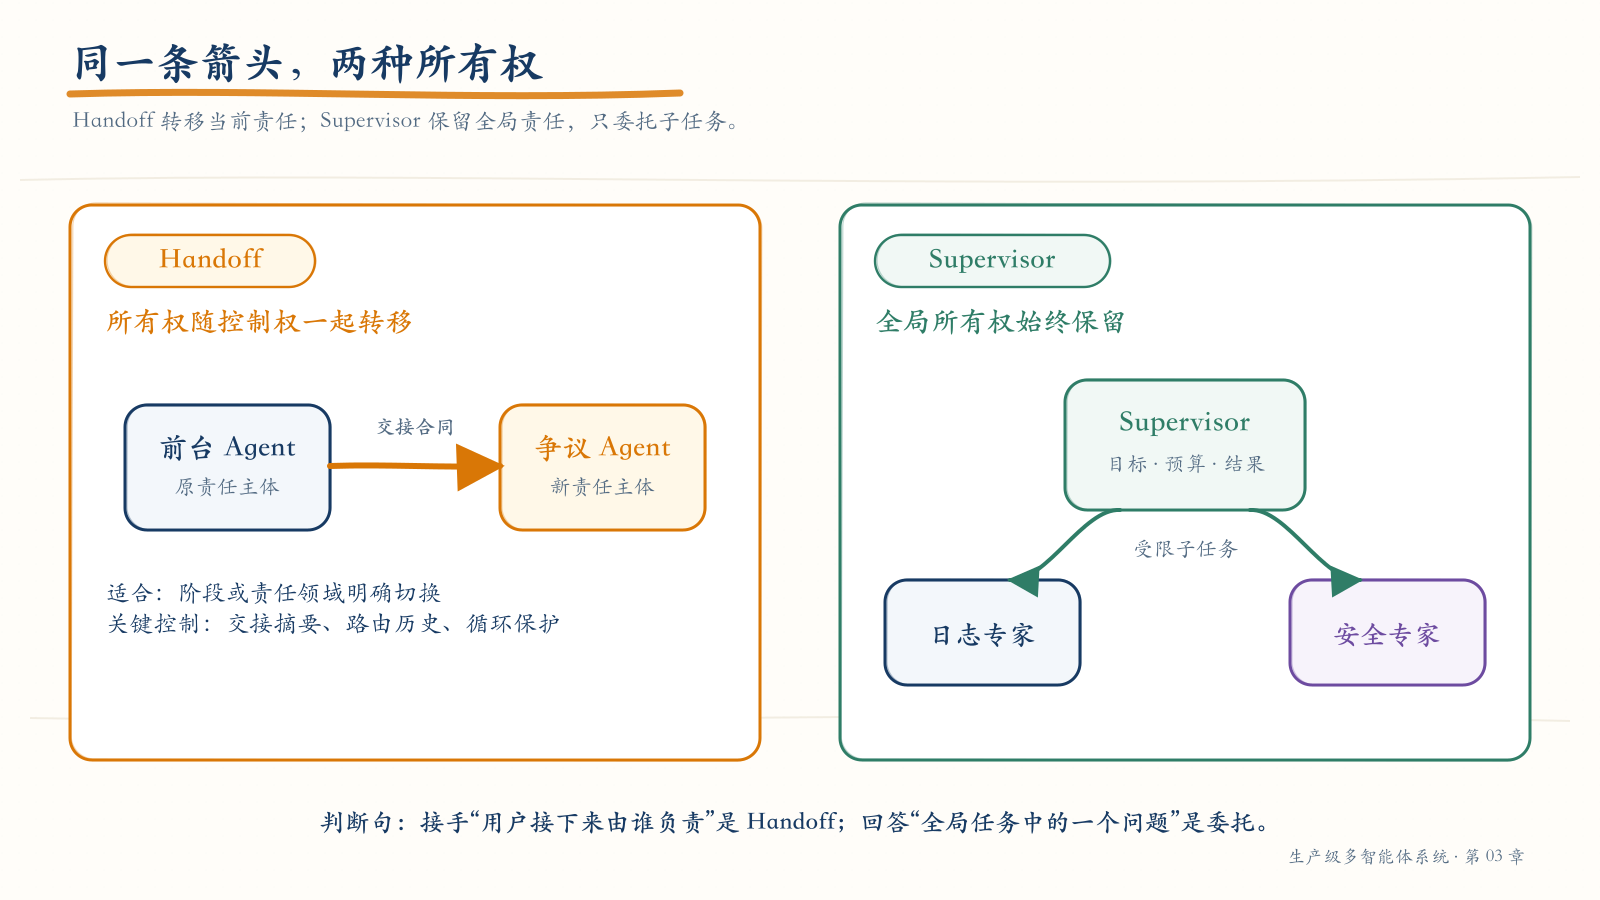 同一条箭头，两种所有权
Handoff 转移当前责任；Supervisor 保留全局责任，只委托子任务。
Handoff
所有权随控制权一起转移
前台 Agent
原责任主体
交接合同
争议 Agent
新责任主体
适合：阶段或责任领域明确切换
关键控制：交接摘要、路由历史、循环保护
Supervisor
全局所有权始终保留
Supervisor
目标 · 预算 · 结果
受限子任务
日志专家
安全专家
判断句：接手“用户接下来由谁负责”是 Handoff；回答“全局任务中的一个问题”是委托。
生产级多智能体系统 · 第 03 章